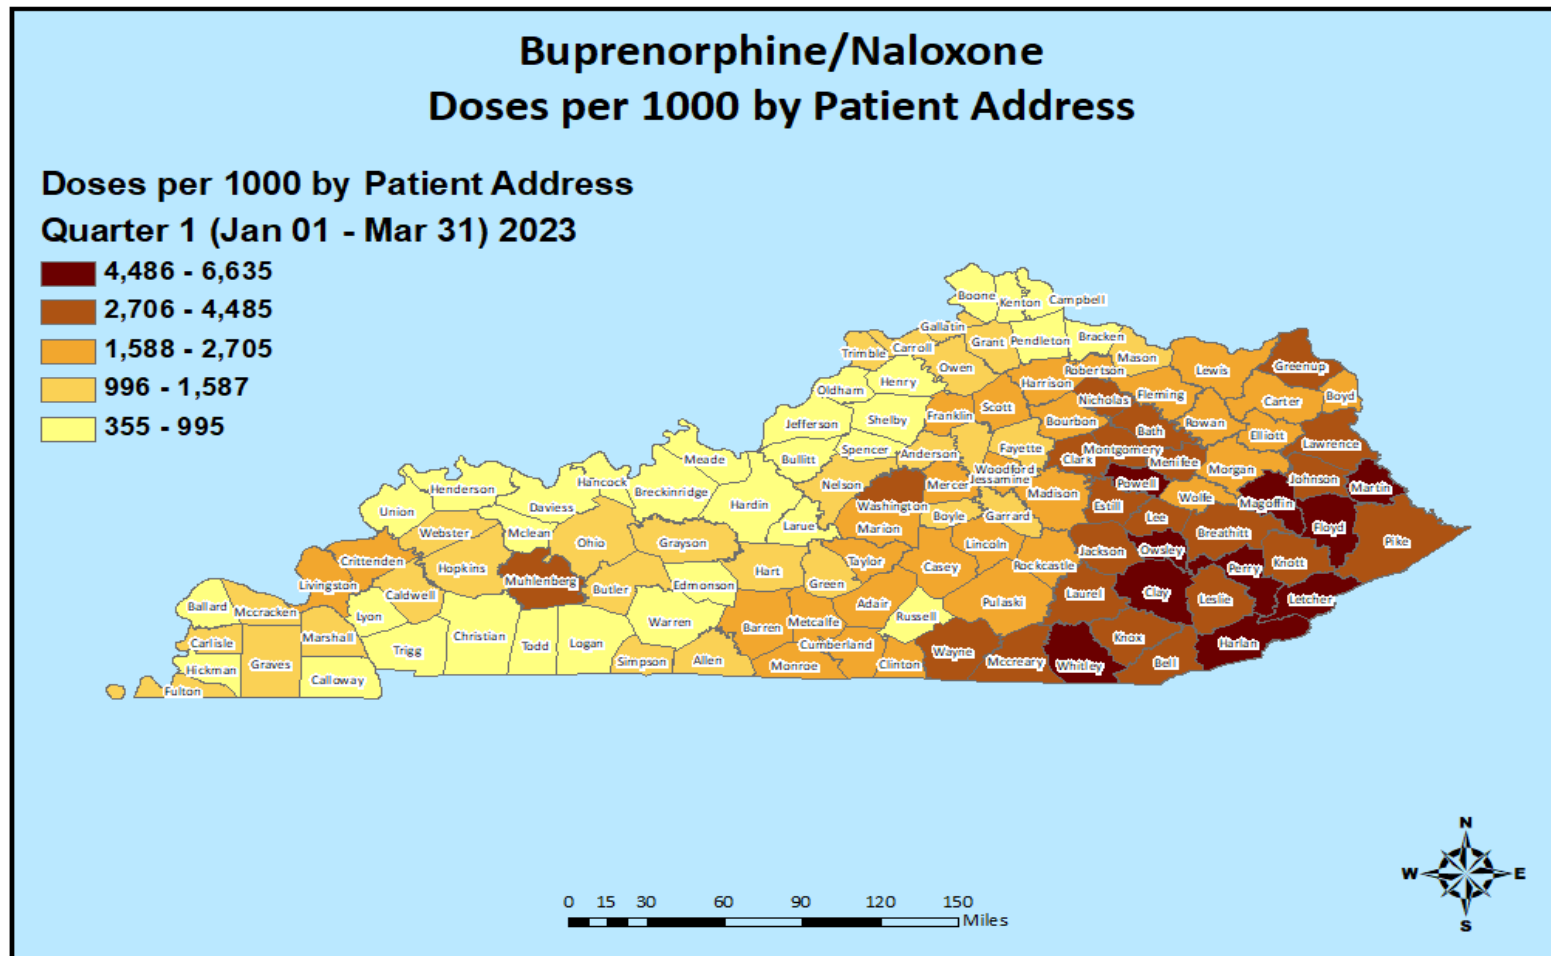 Buprenorphine/Naloxone
Doses per 1000 by Patient Address
Doses per 1000 by Patient Address
Quarter 1 (Jan 01 - Mar 31) 2023
4,486 - 6,635
2,706 - 4,485
1,588 - 2,705
996 - 1,587
355 - 995
Boone
Kenton
Campbell
Gallatin
Grant
Pendleton
Bracken
Trimble
Carroll
Owen
Mason
Robertson
Lewis
Greenup
Oldham
Henry
Harrison
Nicholas
Fleming
Carter
Boyd
Jefferson
Shelby
Franklin
Scott
Bourbon
Bath
Rowan
Elliott
Lawrence
Meade
Bullitt
Spencer
Anderson
Fayette
Clark
Montgomery
Menifee
Morgan
Woodford
Jessamine
Johnson
Martin
Henderson
Hancock
Breckinridge
Nelson
Mercer
Madison
Powell
Wolfe
Magoffin
Union
Daviess
Hardin
Larue
Washington
Marion
Boyle
Garrard
Estill
Lee
Breathitt
Floyd
Pike
Webster
Mclean
Ohio
Grayson
Lincoln
Jackson
Owsley
Perry
Knott
Crittenden
Hopkins
Hart
Taylor
Casey
Rockcastle
Livingston
Caldwell
Muhlenberg
Butler
Edmonson
Green
Adair
Pulaski
Laurel
Clay
Leslie
Letcher
Ballard
Mccracken
Lyon
Warren
Barren
Metcalfe
Russell
Carlisle
Marshall
Christian
Todd
Logan
Cumberland
Wayne
Knox
Harlan
Hickman
Graves
Trigg
Simpson
Allen
Monroe
Clinton
Mccreary
Whitley
Bell
Fulton
Calloway
N
W
E
S
0 15 30 60 90 120 150
Miles